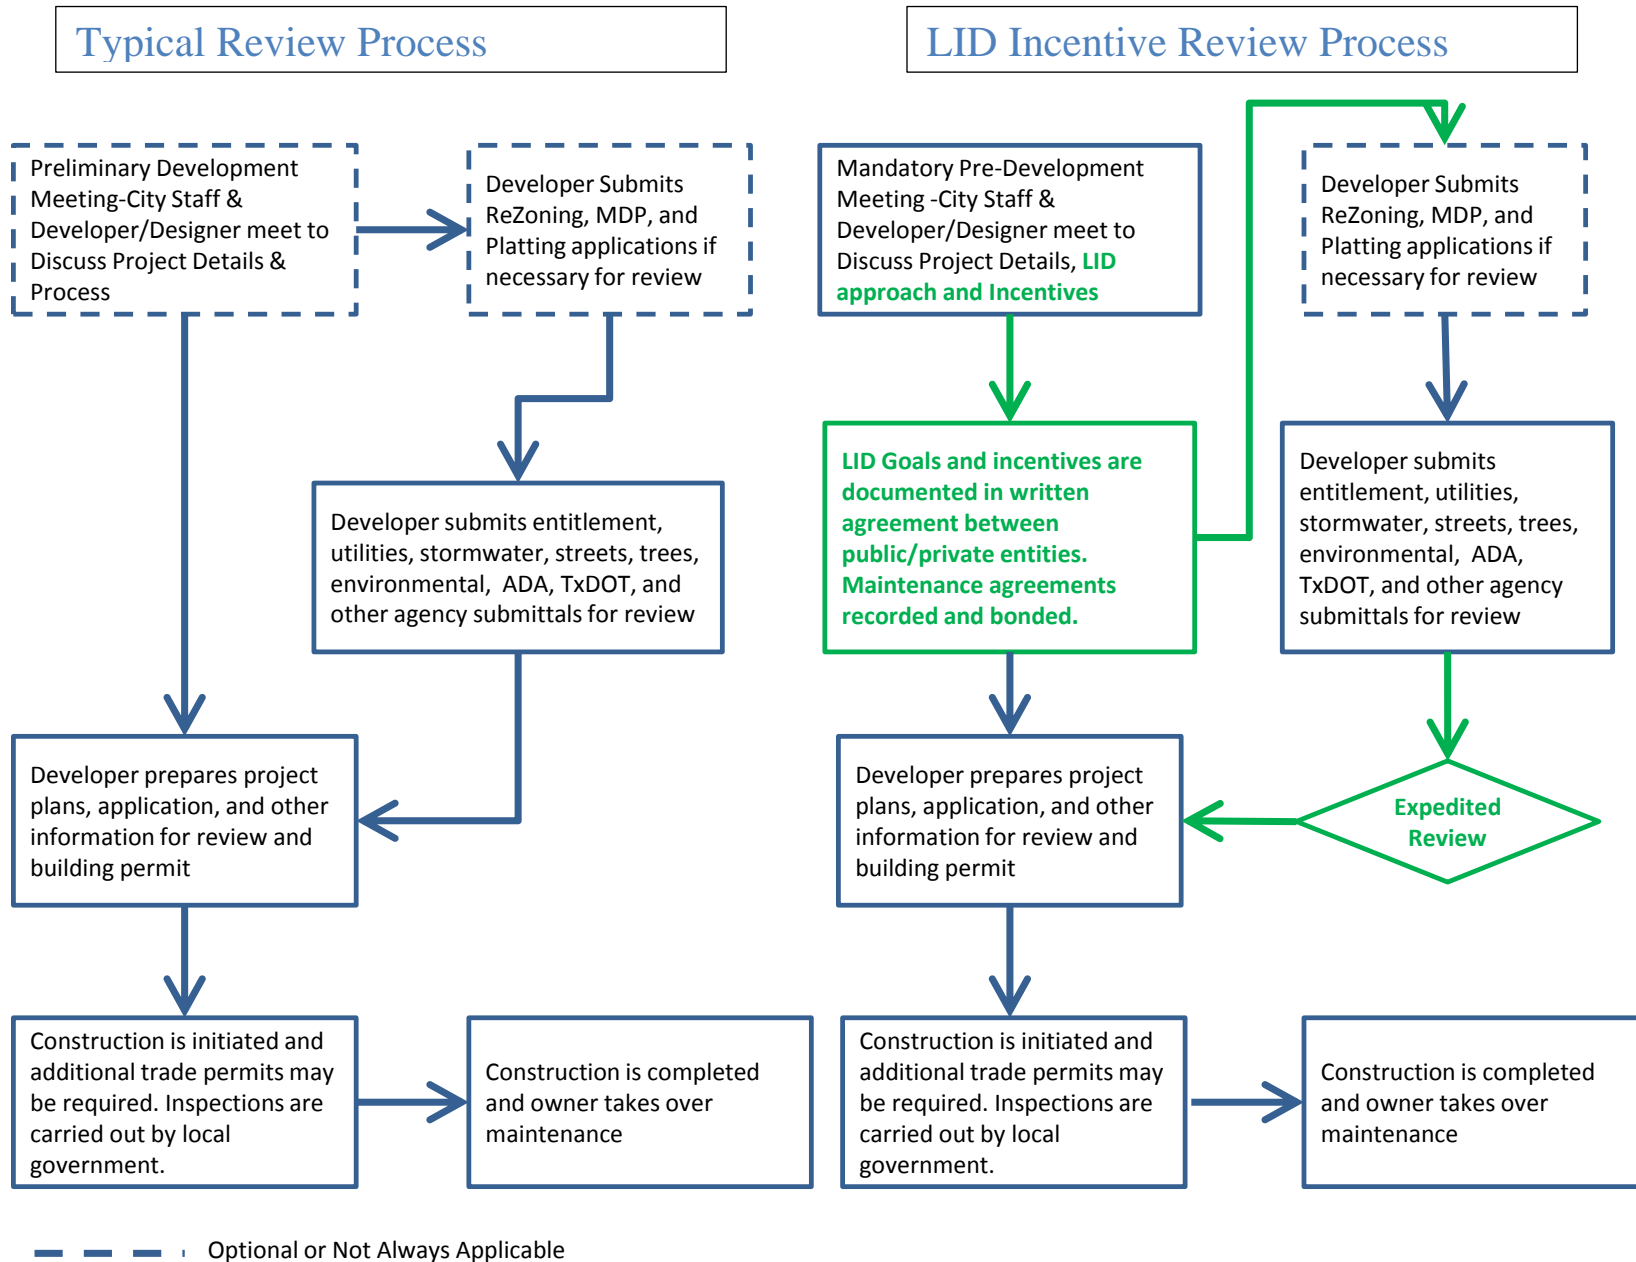 Typical Review Process
LID Incentive Review Process
Preliminary Development
Meeting-City Staff &
Developer/Designer meet to
Discuss Project Details &
Process
Developer Submits
ReZoning, MDP, and
Platting applications if
necessary for review
Developer submits entitlement,
utilities, stormwater, streets, trees,
environmental, ADA, TxDOT, and
other agency submittals for review
Developer prepares project
plans, application, and other
information for review and
building permit
Construction is initiated and
additional trade permits may
be required. Inspections are
carried out by local
government.
Construction is completed
and owner takes over
maintenance
Mandatory Pre-Development
Meeting -City Staff &
Developer/Designer meet to
Discuss Project Details, LID
approach and Incentives
LID Goals and incentives are
documented in written
agreement between
public/private entities.
Maintenance agreements
recorded and bonded.
Developer Submits
ReZoning, MDP, and
Platting applications if
necessary for review
Developer submits
entitlement, utilities,
stormwater, streets, trees,
environmental, ADA,
TxDOT, and other agency
submittals for review
Expedited
Review
Developer prepares project
plans, application, and other
information for review and
building permit
Construction is initiated and
additional trade permits may
be required. Inspections are
carried out by local
government.
Construction is completed
and owner takes over
maintenance
Optional or Not Always Applicable